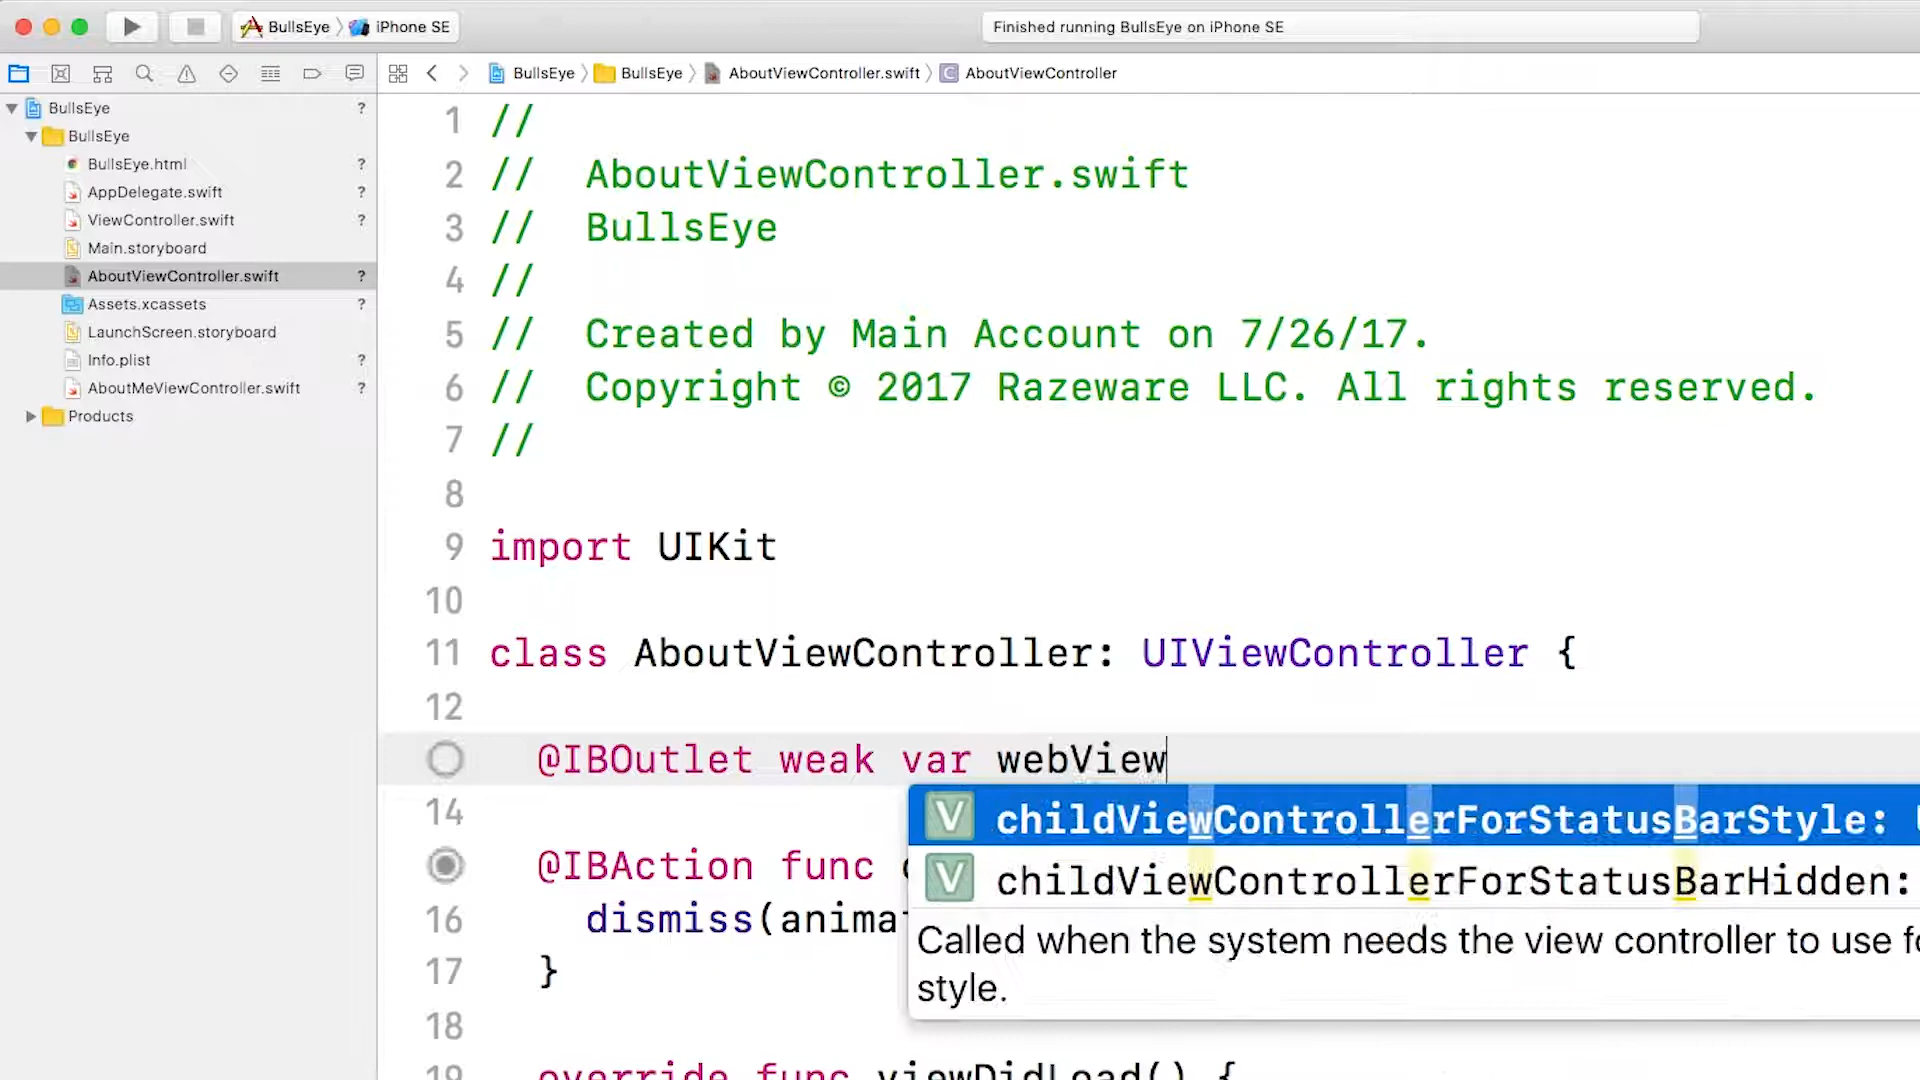 BullsEye
iPhone SE
Finished running BullsEye on iPhone SE
BullsEye
BullsEye
AboutViewController.swift
C
AboutViewController
BullsEye ?
BullsEye
BullsEye.html ?
AppDelegate.swift ?
ViewController.swift ?
Main.storyboard
AboutViewController.swift ?
Assets.xcassets ?
LaunchScreen.storyboard
Info.plist ?
AboutMeViewController.swift ?
Products
1 //
2 // AboutViewController.swift
3 // BullsEye
4 //
5 // Created by Main Account on 7/26/17.
6 // Copyright © 2017 Razeware LLC. All rights reserved.
7 //
8
9 import UIKit
10
11 class AboutViewController: UIViewController {
12
@IBOutlet weak var webView
14
@IBAction func
16 dismiss(anima
17 }
18
19 override func viewDidLoad() {
V childViewControllerForStatusBarStyle:
V childViewControllerForStatusBarHidden:
Called when the system needs the view controller to use
style.